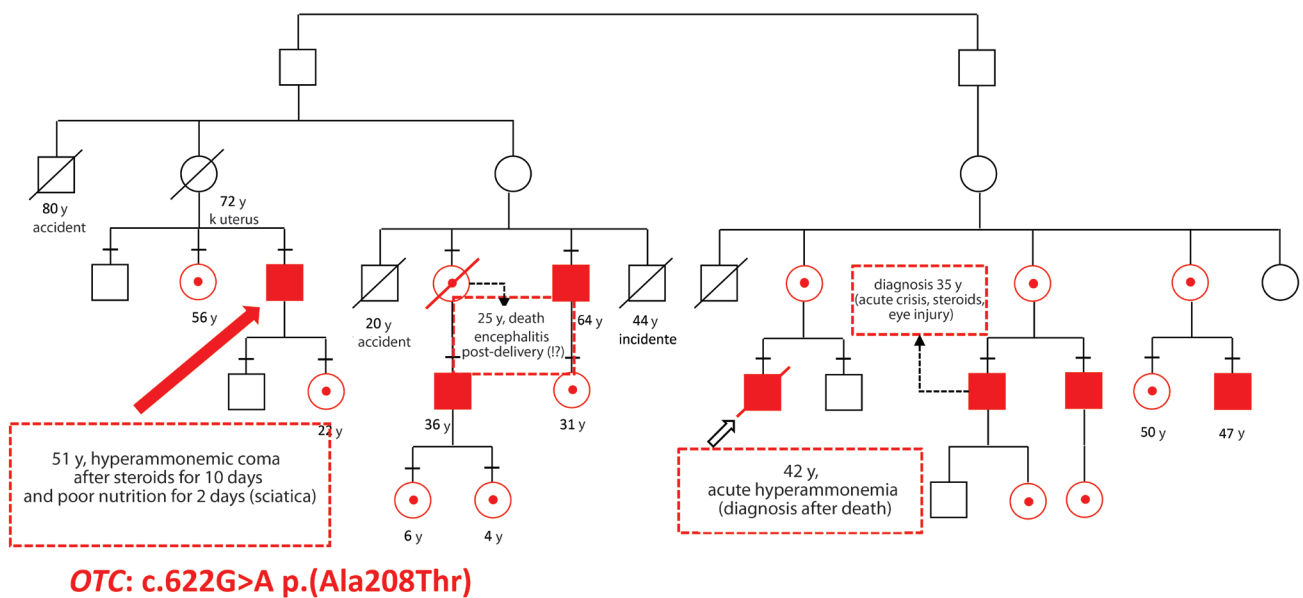 80 y
accident
72 y
k uterus
56 y
22 y
51 y, hyperammonemic coma
after steroids for 10 days
and poor nutrition for 2 days (sciatica)
20 y
accident
25 y, death
encephalitis
post-delivery (!?)
64 y
44 y
incidente
36 y
31 y
6 y
4 y
diagnosis 35 y
(acute crisis, steroids,
eye injury)
42 y,
acute hyperammonemia
(diagnosis after death)
50 y
47 y
OTC: c.622G>A p.(Ala208Thr)